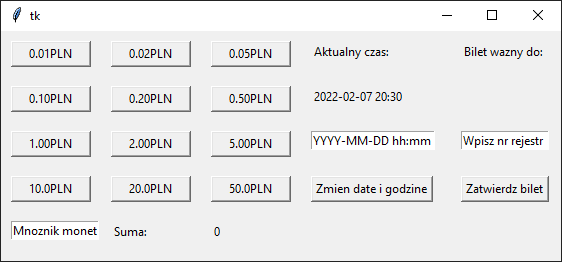 tk
0.01PLN 0.02PLN 0.05PLN Aktualny czas: Bilet wazny do:
0.10PLN 0.20PLN 0.50PLN 2022-02-07 20:30
1.00PLN 2.00PLN 5.00PLN YYYY-MM-DD hh:mm Wpisz nr rejestr
10.0PLN 20.0PLN 50.0PLN Zmien date i godzine Zatwierdz bilet
Mnoznik monet Suma: 0